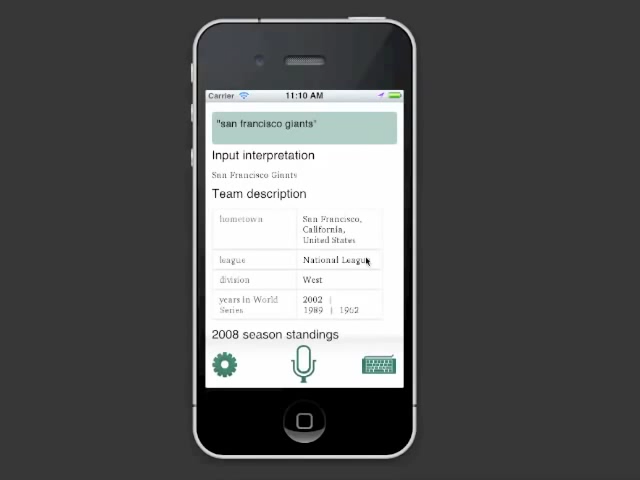 Carrier 11:10 AM
"san francisco giants"
Input interpretation
San Francisco Giants
Team description
hometown
San Francisco,
California,
United States
league National League
division West
years in World
Series
2002 |
1989 | 1962
2008 season standings